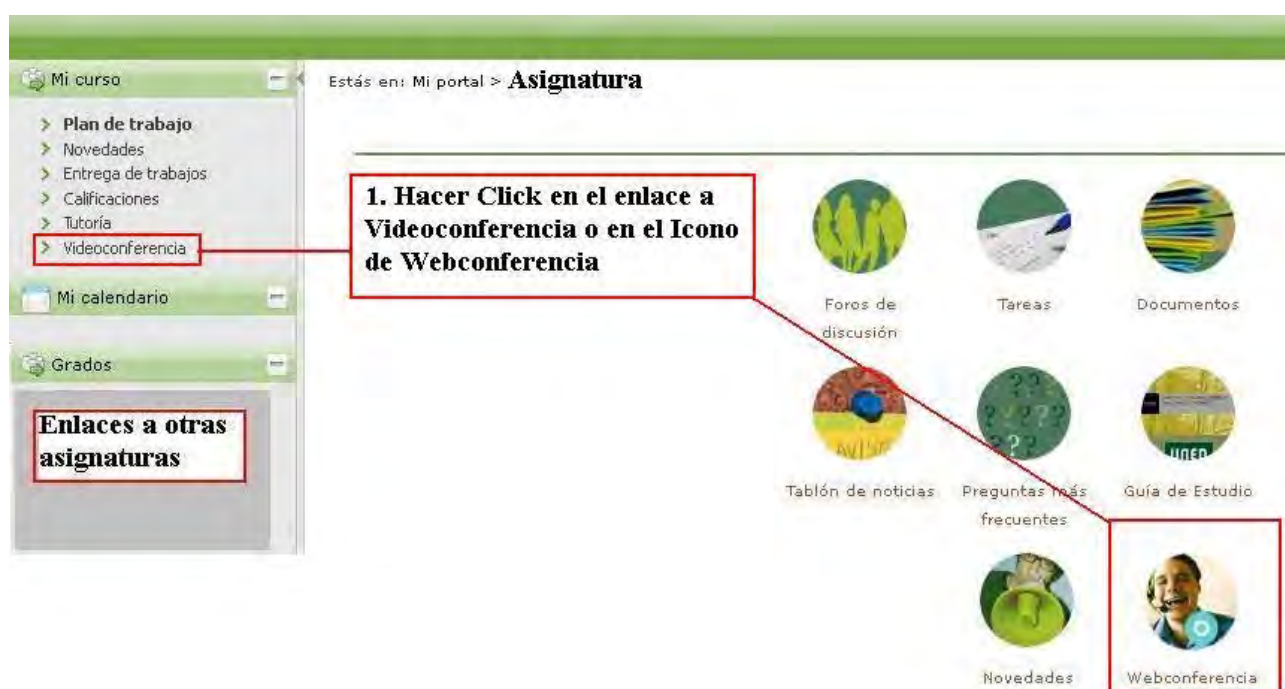 Mi curso
Plan de trabajo
Novedades
Entrega de trabajos
Calificaciones
Tutoría
Videoconferencia
Mi calendario
Grados
Enlaces a otras
asignaturas
Estás en: Mi portal > Asignatura
1. Hacer Click en el enlace a
Videoconferencia o en el Icono
de Webconferencia
Foros de
discusión
Tareas
Documentos
AVISO
Tablón de noticias
Preguntas más
frecuentes
UNED
Guía de Estudio
Novedades
Webconferencia